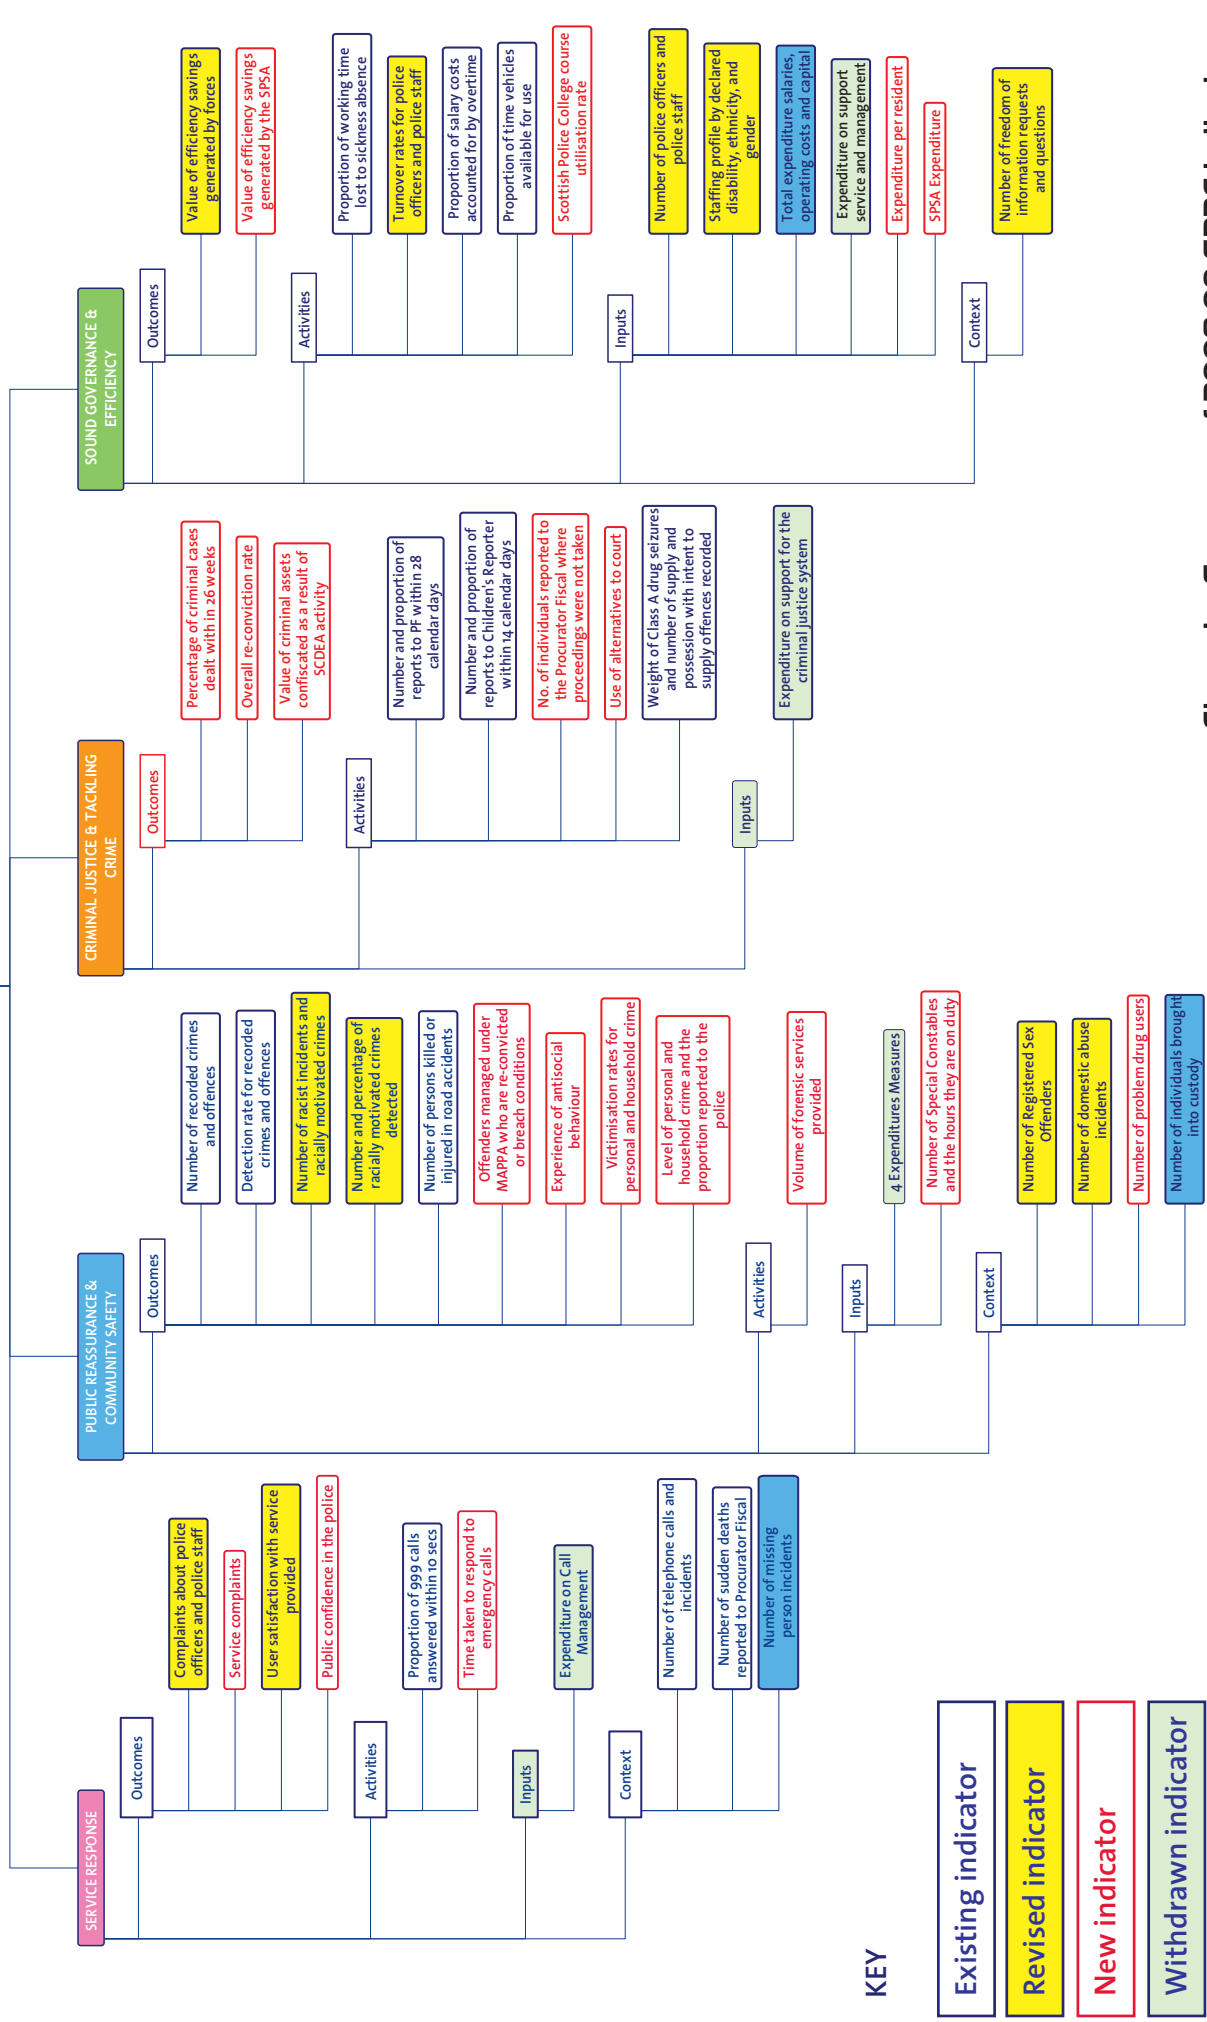 SERVICE RESPONSE
Outcomes
Complaints about police
officers and police staff
Service complaints
User satisfaction with service
provided
Public confidence in the police
Activities
Proportion of 999 calls
answered within 10 secs
Time taken to respond to
emergency calls
Inputs
Expenditure on Call
Management
Context
Number of telephone calls and
incidents
Number of sudden deaths
reported to Procurator Fiscal
Number of missing
person incidents
PUBLIC REASSURANCE &
COMMUNITY SAFETY
Outcomes
Number of recorded crimes
and offences
Detection rate for recorded
crimes and offences
Number of racist incidents and
racially motivated crimes
Number and percentage of
racially motivated crimes
detected
Number of persons killed or
injured in road accidents
Offenders managed under
MAPPA who are re-convicted
or breach conditions
Experience of antisocial
behaviour
Victimisation rates for
personal and household crime
Level of personal and
household crime and the
proportion reported to the
police
Activities
Volume of forensic services
provided
Inputs
4 Expenditures Measures
Number of Special Constables
and the hours they are on duty
Context
Number of Registered Sex
Offenders
Number of domestic abuse
incidents
Number of problem drug users
Number of individuals brought
into custody
CRIMINAL JUSTICE & TACKLING
CRIME
Outcomes
Percentage of criminal cases
dealt with in 26 weeks
Overall re-conviction rate
Value of criminal assets
confiscated as a result of
SCDEA activity
Activities
Number and proportion of
reports to PF within 28
calendar days
Number and proportion of
reports to Children's Reporter
within 14 calendar days
No. of individuals reported to
the Procurator Fiscal where
proceedings were not taken
Use of alternatives to court
Weight of Class A drug seizures
and number of supply and
possession with intent to
supply offences recorded
Inputs
Expenditure on support for the
criminal justice system
SOUND GOVERNANCE &
EFFICIENCY
Outcomes
Value of efficiency savings
generated by forces
Value of efficiency savings
generated by the SPSA
Activities
Proportion of working time
lost to sickness absence
Turnover rates for police
officers and police staff
Proportion of salary costs
accounted for by overtime
Proportion of time vehicles
available for use
Scottish Police College course
utilisation rate
Inputs
Number of police officers and
police staff
Staffing profile by declared
disability, ethnicity, and
gender
Total expenditure salaries,
operating costs and capital
Expenditure on support
service and management
Expenditure per resident
SPSA Expenditure
Context
Number of freedom of
information requests
and questions
KEY
Existing indicator
Revised indicator
New indicator
Withdrawn indicator